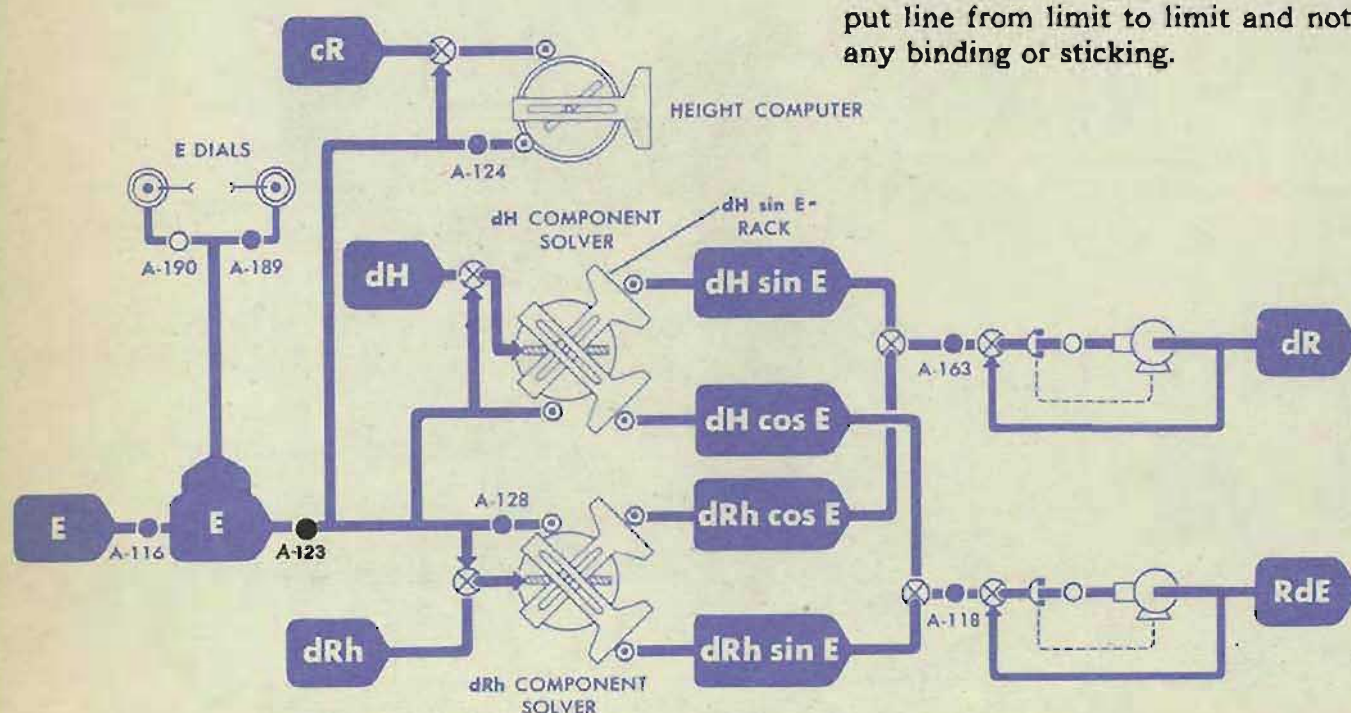 put line from limit to limit and not
any binding or sticking.
cR
HEIGHT COMPUTER
E DIALS
A-124
A-190
A-189
dH COMPONENT
SOLVER
dH sin E-
RACK
dH
dH sin E
A-163
dR
dH cos E
E
A-116
E
A-123
A-128
dRh cos E
dRh
dRh COMPONENT
SOLVER
dRh sin E
A-118
RdE